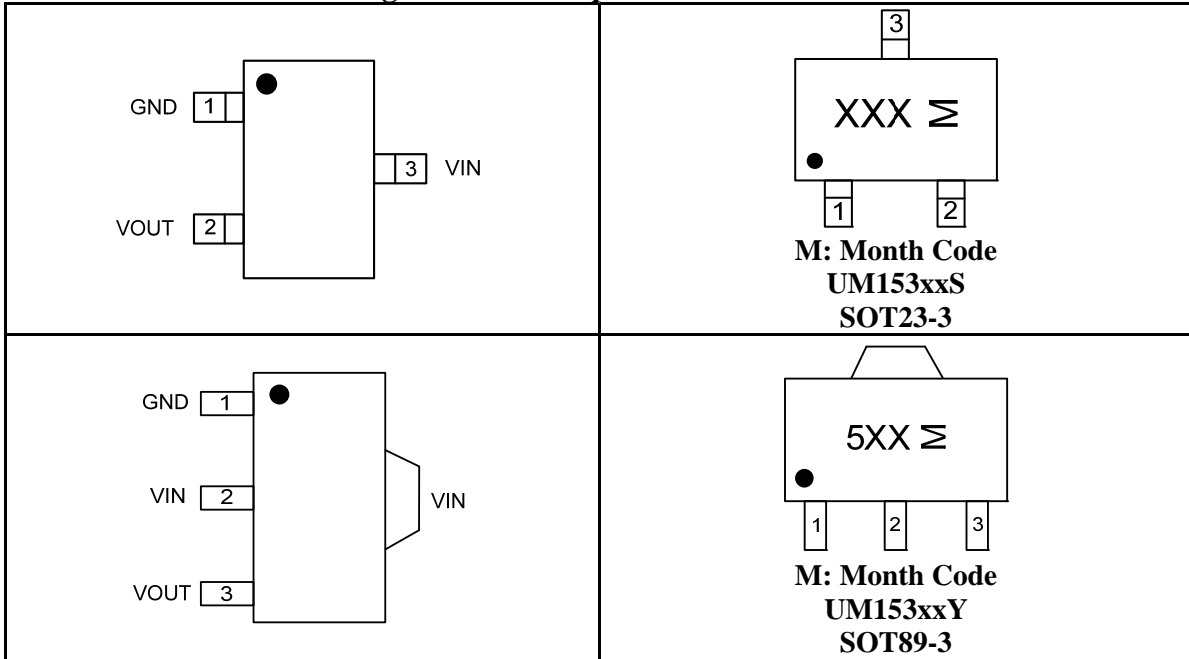 GND 1
3 VIN
VOUT 2
3
XXX M
1 2
M: Month Code
UM153xxS
SOT23-3
GND 1
VIN 2
VIN
VOUT 3
5XX M
1 2 3
M: Month Code
UM153xxY
SOT89-3